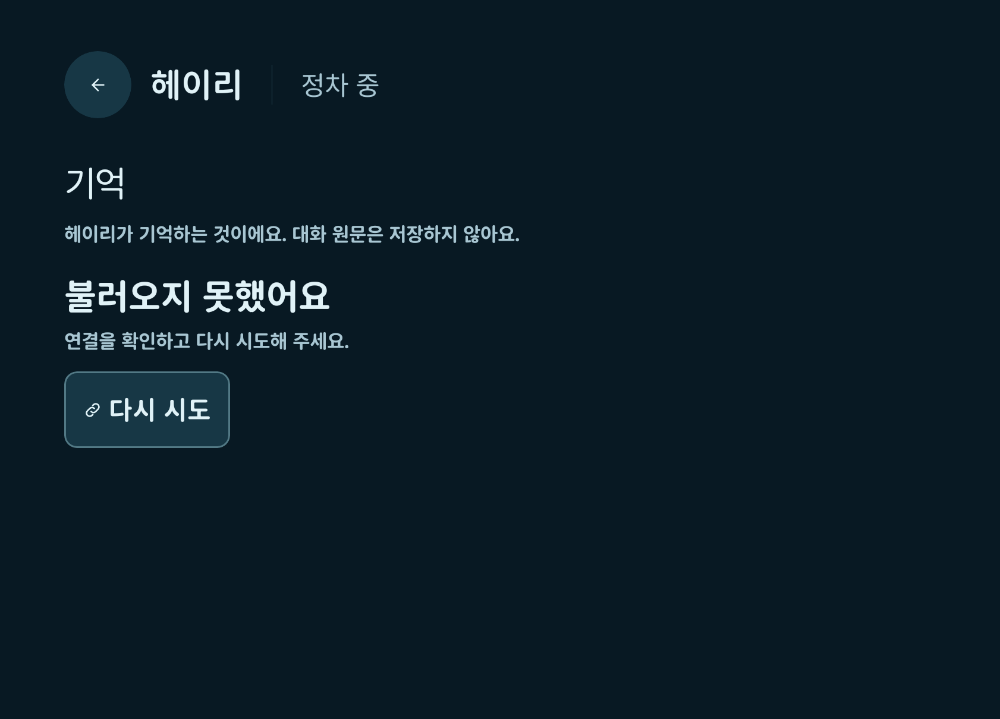 헤이리
정차 중
기억
헤이리가 기억하는 것이에요. 대화 원문은 저장하지 않아요.
불러오지 못했어요
연결을 확인하고 다시 시도해 주세요.
다시 시도